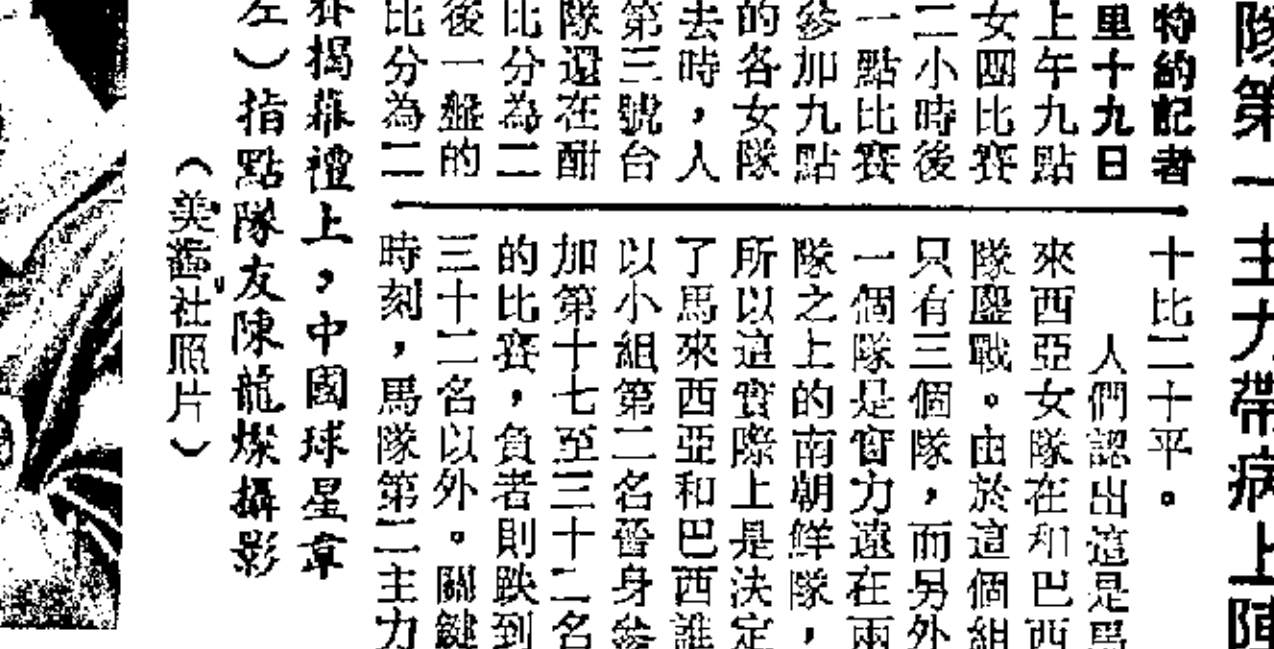 隊第一主力帶病上陣
特約記者
里十九日
上午九點
女團比賽
二小時後
一點比賽
參加九點
的各女隊
去時，人
第三號台
隊還在酣
比分為二
後一盤的
比分為二
十比二十平。
人們認出這是馬
來西亞女隊在和巴西
隊鏖戰。由於這個組
只有三個隊，而另外
一個隊是實力遠在兩
隊之上的南朝鮮隊，
所以這實際上是決定
了馬來西亞和巴西誰
以小組第二名晉身參
加第十七至三十二名
的比賽，負者則跌到
三十二名以外。關鍵
時刻，馬隊第二主力
揭幕禮上，中國球星韋
左）指點隊友陳龍燦攝影
（美聯社照片）